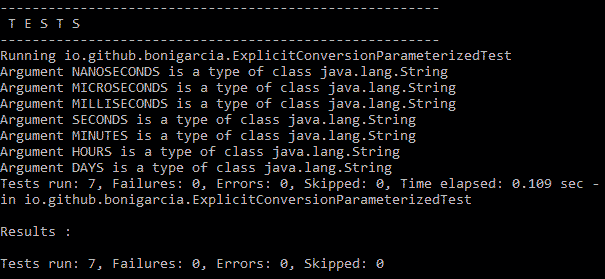 -------------------------------------------------------
 T E S T S
-------------------------------------------------------
Running io.github.bonigarcia.ExplicitConversionParameterizedTest
Argument NANOSECONDS is a type of class java.lang.String
Argument MICROSECONDS is a type of class java.lang.String
Argument MILLISECONDS is a type of class java.lang.String
Argument SECONDS is a type of class java.lang.String
Argument MINUTES is a type of class java.lang.String
Argument HOURS is a type of class java.lang.String
Argument DAYS is a type of class java.lang.String
Tests run: 7, Failures: 0, Errors: 0, Skipped: 0, Time elapsed: 0.109 sec -
in io.github.bonigarcia.ExplicitConversionParameterizedTest
Results :
Tests run: 7, Failures: 0, Errors: 0, Skipped: 0